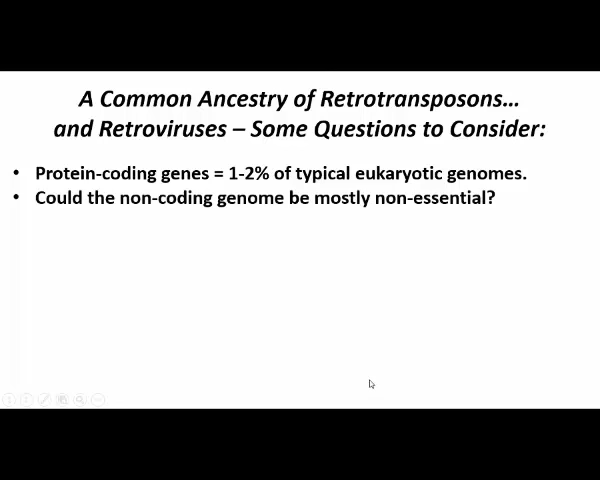 A Common Ancestry of Retrotransposons…
and Retroviruses – Some Questions to Consider:
• Protein-coding genes = 1-2% of typical eukaryotic genomes.
• Could the non-coding genome be mostly non-essential?